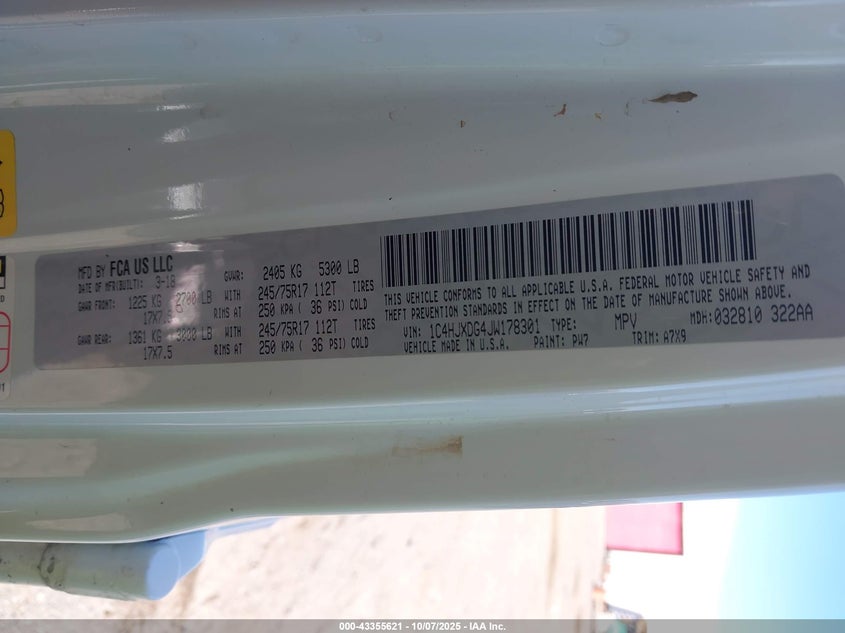 MFD BY FCA US LLC
DATE OF MFR(BUILT): 3-18 GVWR: 2405 KG 5300 LB
GAWR FRONT: 1225 KG 2700 LB WITH 245/75R17 112T TIRES
17X7.5 RIMS AT 250 KPA ( 36 PSI) COLD
GAWR REAR: 1361 KG 3000 LB WITH 245/75R17 112T TIRES
17X7.5 RIMS AT 250 KPA ( 36 PSI) COLD
THIS VEHICLE CONFORMS TO ALL APPLICABLE U.S.A. FEDERAL MOTOR VEHICLE SAFETY AND
THEFT PREVENTION STANDARDS IN EFFECT ON THE DATE OF MANUFACTURE SHOWN ABOVE.
VIN: 1C4HJXDG4JW178301 TYPE: MPV MDH: 032810 322AA
VEHICLE MADE IN U.S.A. PAINT: PW7 TRIM: A7X9
000-43355621 - 10/07/2025 - IAA Inc.